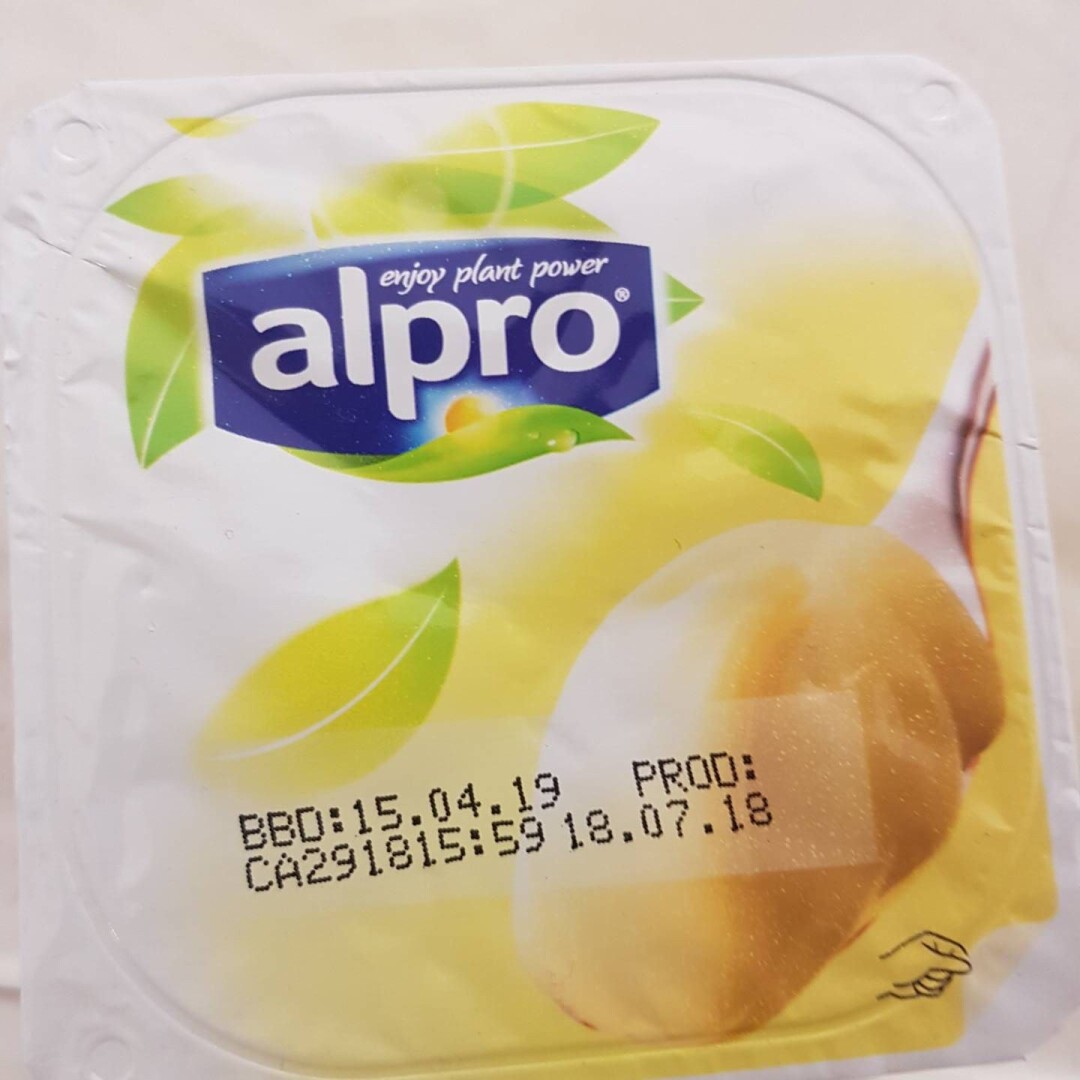 enjoy plant power
alpro®
BBD:15.04.19 PROD:
CA291815:59 18.07.18